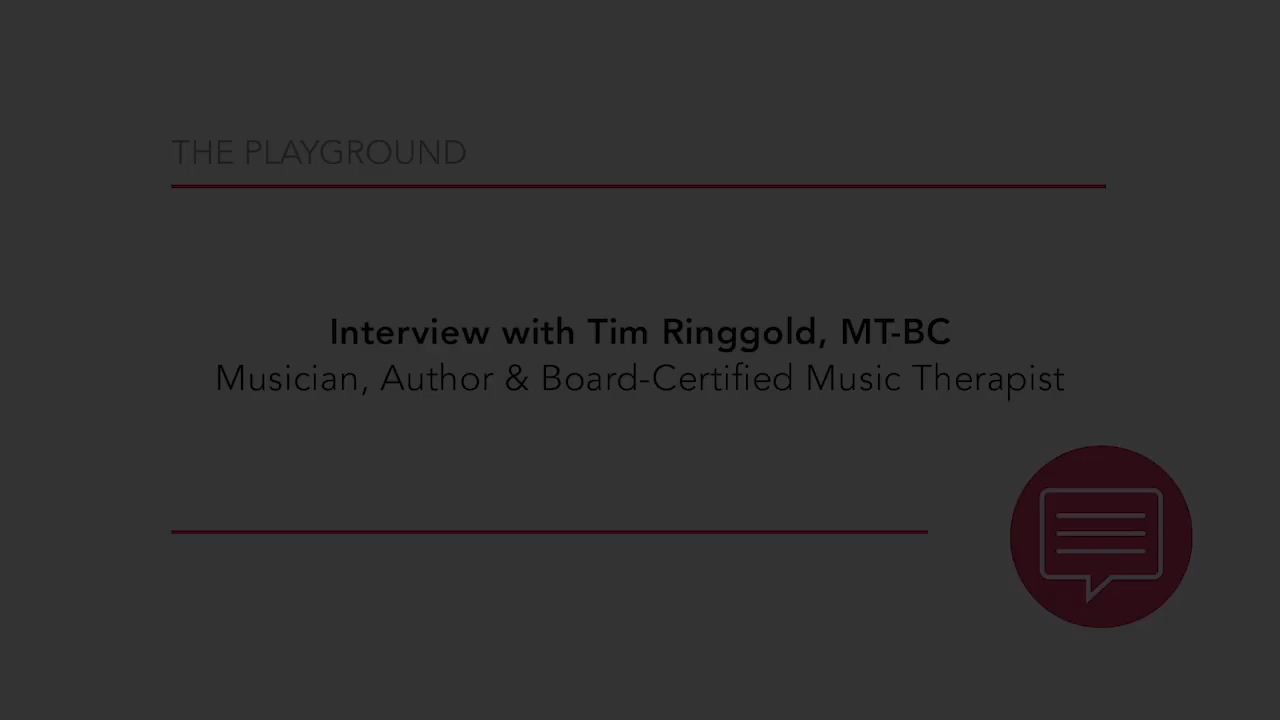 THE PLAYGROUND
Interview with Tim Ringgold, MT-BC
Musician, Author & Board-Certified Music Therapist